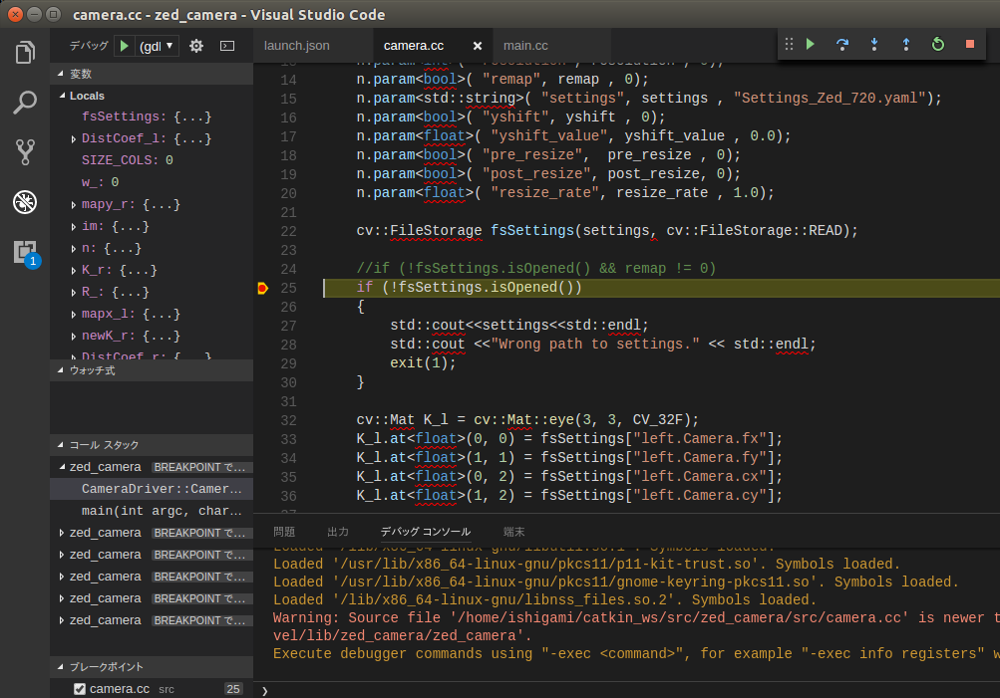 camera.cc - zed_camera - Visual Studio Code
デバッグ (gdl
launch.json camera.cc main.cc
変数
Locals
fsSettings: {...}
DistCoef_l: {...}
SIZE_COLS: 0
w_: 0
mapy_r: {...}
im: {...}
n: {...}
K_r: {...}
R_: {...}
mapx_l: {...}
newK_r: {...}
DistCoef_r: {...}
ウォッチ式
コール スタック
zed_camera BREAKPOINT で…
CameraDriver::Camer...
main(int argc, char...
zed_camera BREAKPOINT で…
zed_camera BREAKPOINT で…
zed_camera BREAKPOINT で…
zed_camera BREAKPOINT で…
zed_camera BREAKPOINT で…
ブレークポイント
camera.cc src 25
1
14 n.param<bool>( "remap", remap , 0);
15 n.param<std::string>( "settings", settings , "Settings_Zed_720.yaml");
16 n.param<bool>( "yshift", yshift , 0);
17 n.param<float>( "yshift_value", yshift_value , 0.0);
18 n.param<bool>( "pre_resize", pre_resize , 0);
19 n.param<bool>( "post_resize", post_resize, 0);
20 n.param<float>( "resize_rate", resize_rate , 1.0);
21
22 cv::FileStorage fsSettings(settings, cv::FileStorage::READ);
23
24 //if (!fsSettings.isOpened() && remap != 0)
25 if (!fsSettings.isOpened())
26 {
27 std::cout<<settings<<std::endl;
28 std::cout <<"Wrong path to settings." << std::endl;
29 exit(1);
30 }
31
32 cv::Mat K_l = cv::Mat::eye(3, 3, CV_32F);
33 K_l.at<float>(0, 0) = fsSettings["left.Camera.fx"];
34 K_l.at<float>(1, 1) = fsSettings["left.Camera.fy"];
35 K_l.at<float>(0, 2) = fsSettings["left.Camera.cx"];
36 K_l.at<float>(1, 2) = fsSettings["left.Camera.cy"];
問題 出力 デバッグ コンソール 端末
Loaded '/usr/lib/x86_64-linux-gnu/pkcs11/p11-kit-trust.so'. Symbols loaded.
Loaded '/usr/lib/x86_64-linux-gnu/pkcs11/gnome-keyring-pkcs11.so'. Symbols loaded.
Loaded '/lib/x86_64-linux-gnu/libnss_files.so.2'. Symbols loaded.
Warning: Source file '/home/ishigami/catkin_ws/src/zed_camera/src/camera.cc' is newer t
vel/lib/zed_camera/zed_camera'.
Execute debugger commands using "-exec <command>", for example "-exec info registers" w